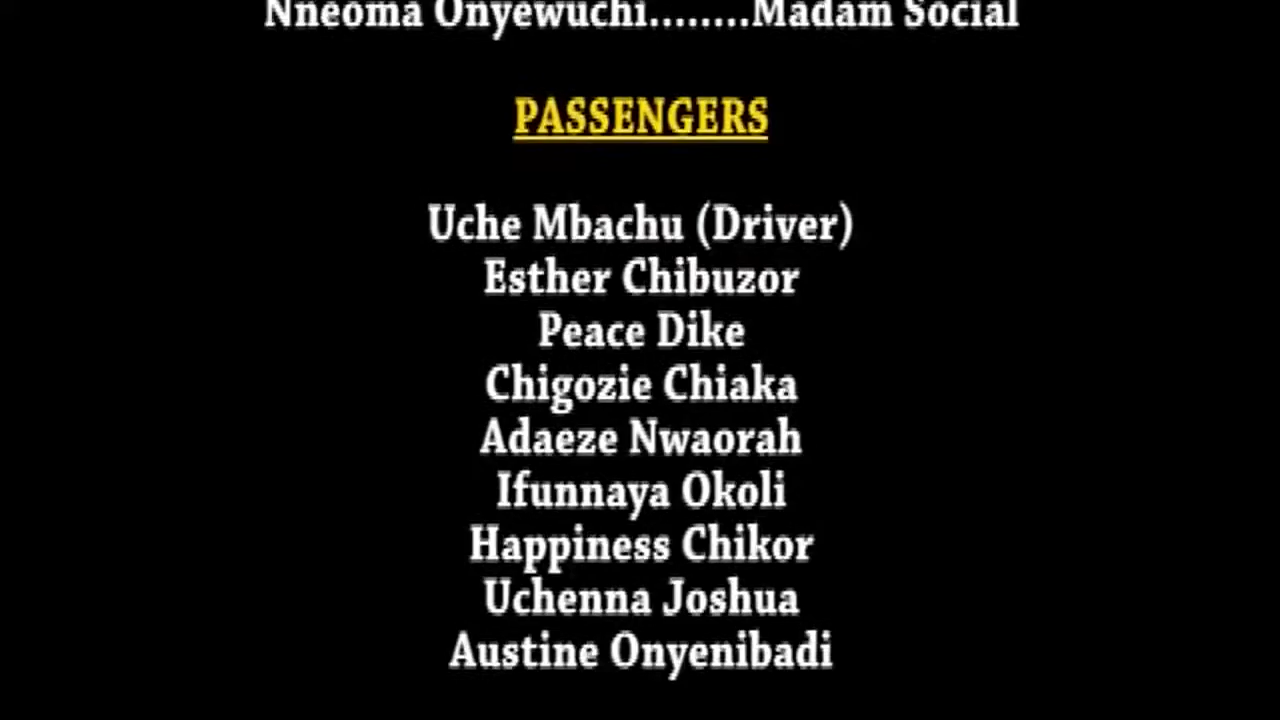 Nneoma Onyewuchi........Madam Social
PASSENGERS
Uche Mbachu (Driver)
Esther Chibuzor
Peace Dike
Chigozie Chiaka
Adaeze Nwaorah
Ifunnaya Okoli
Happiness Chikor
Uchenna Joshua
Austine Onyenibadi